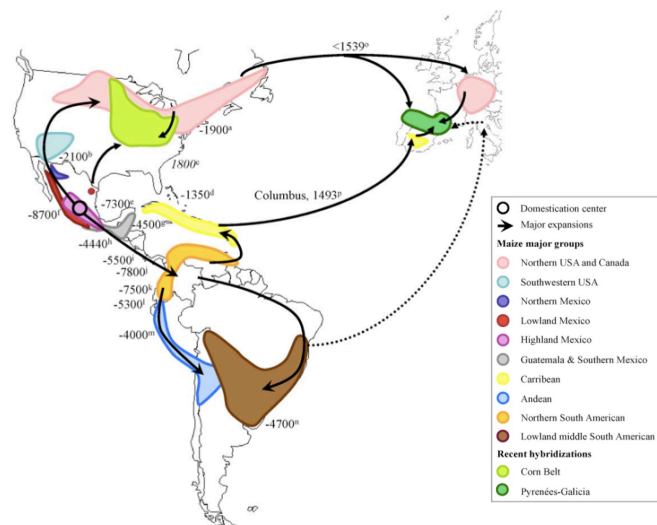 <1539ᵒ
-1900ᵃ
-2100ᵇ
1800ᶜ
-1350ᵈ
Columbus, 1493ᵖ
-7300ᵉ
-8700ᶠ
-4500ᵍ
-4440ʰ
-5500ⁱ
-7800ʲ
-7500ᵏ
-5300ˡ
-4000ᵐ
-4700ⁿ
Domestication center
Major expansions
Maize major groups
Northern USA and Canada
Southwestern USA
Northern Mexico
Lowland Mexico
Highland Mexico
Guatemala & Southern Mexico
Carribean
Andean
Northern South American
Lowland middle South American
Recent hybridizations
Corn Belt
Pyrenées-Galicia